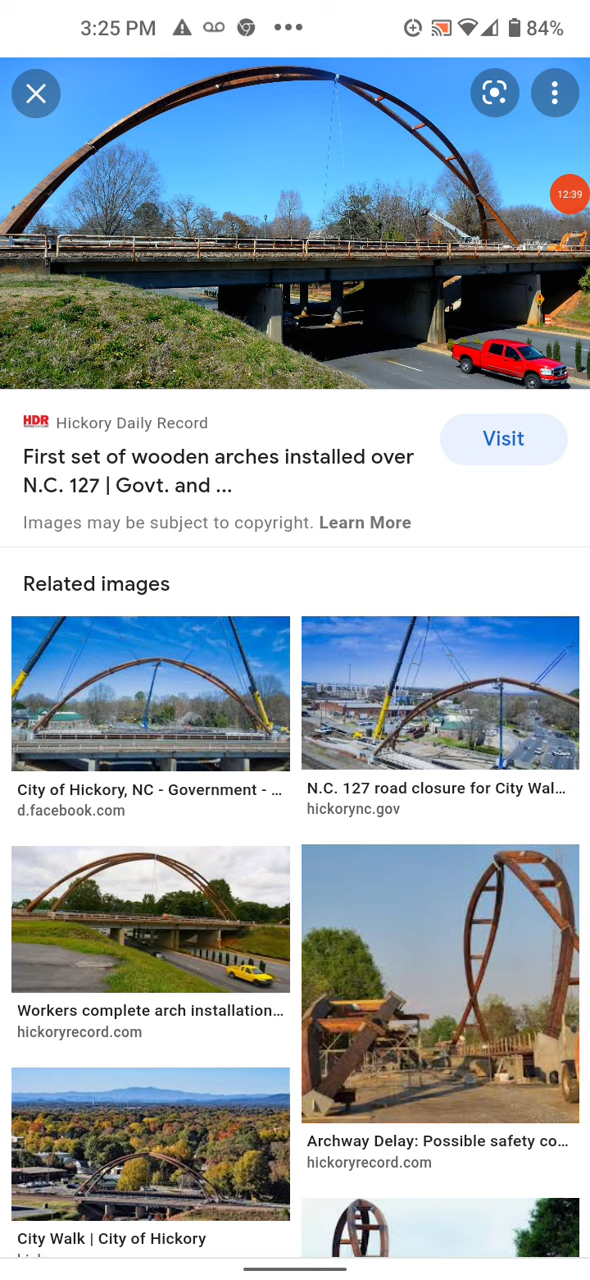 3:25 PM
84%
12:39
HDR Hickory Daily Record
Visit
First set of wooden arches installed over
N.C. 127 | Govt. and ...
Images may be subject to copyright. Learn More
Related images
City of Hickory, NC - Government - ...
d.facebook.com
N.C. 127 road closure for City Wal...
hickorync.gov
Workers complete arch installation...
hickoryrecord.com
Archway Delay: Possible safety co...
hickoryrecord.com
City Walk | City of Hickory